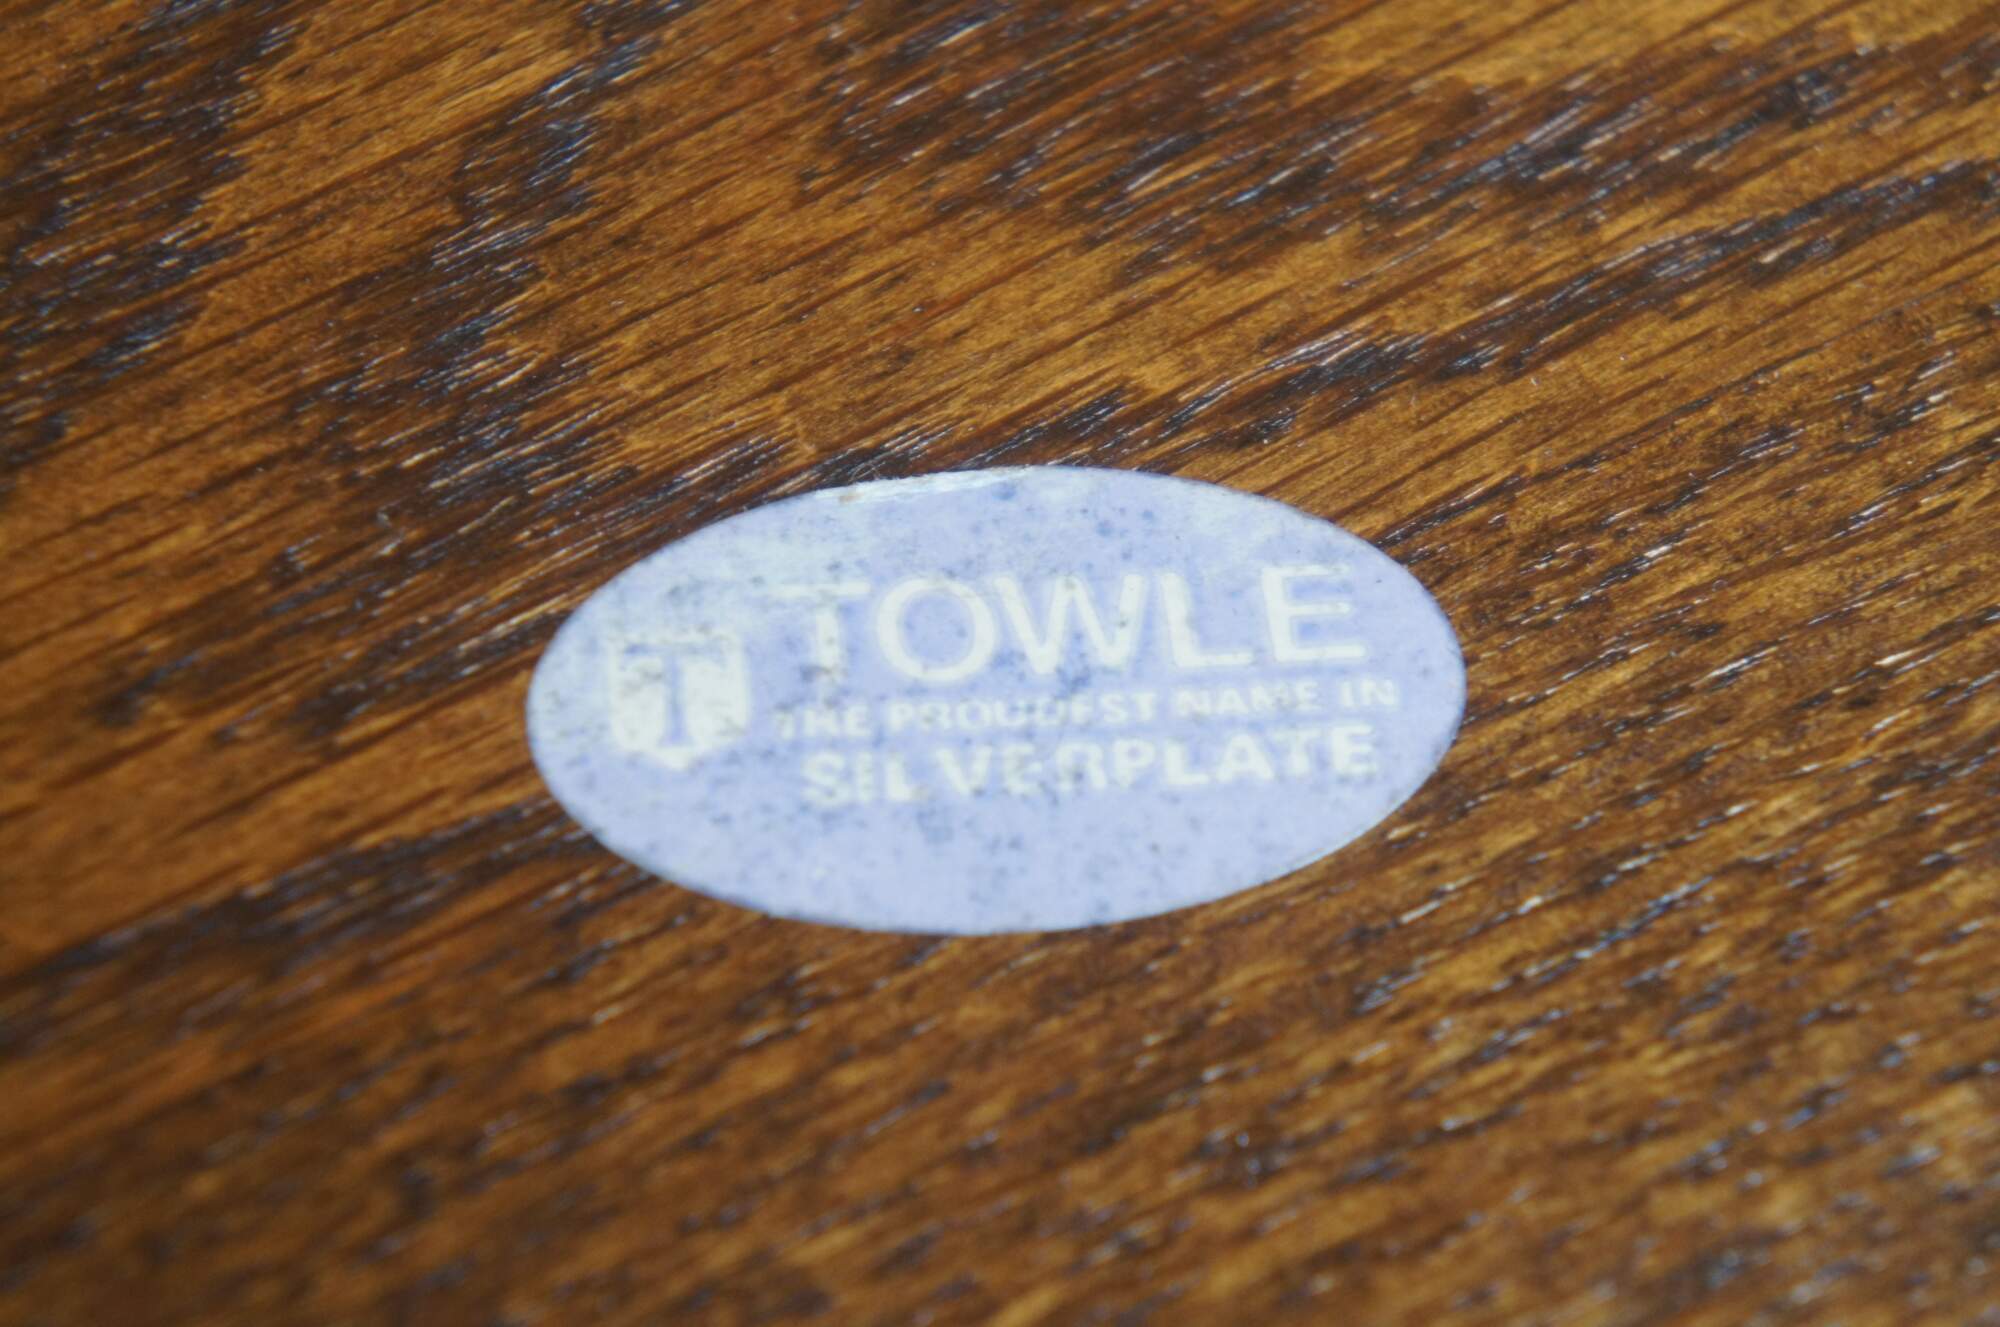 T
TOWLE
THE PROUDEST NAME IN
SILVERPLATE